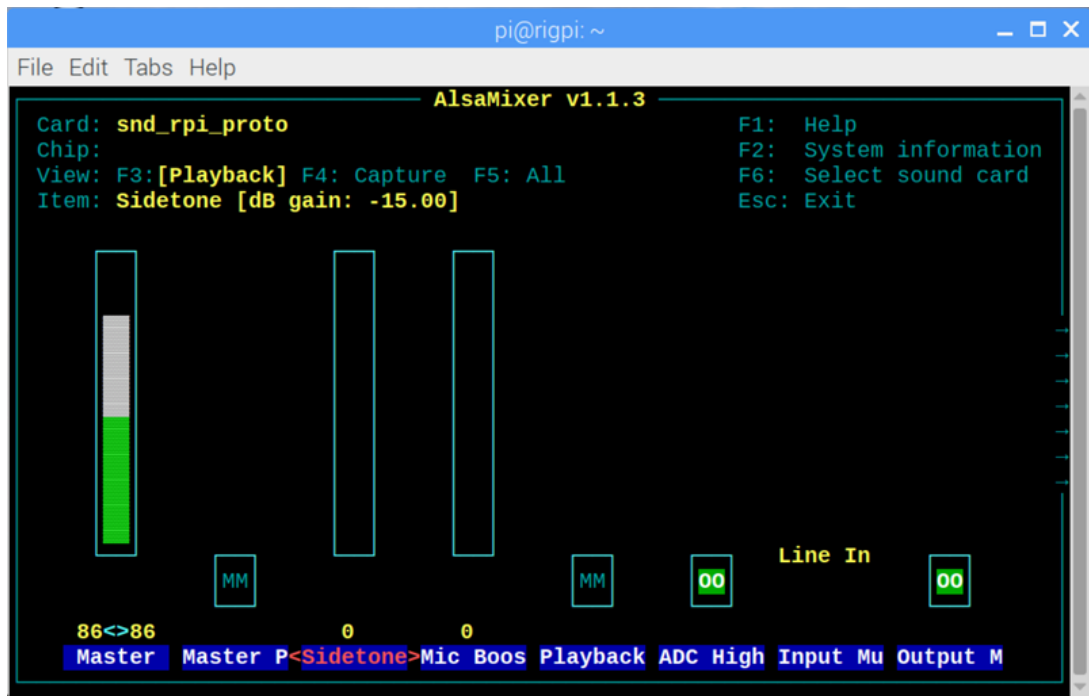 pi@rigpi: ~
File Edit Tabs Help
AlsaMixer v1.1.3
Card: snd_rpi_proto F1: Help
Chip: F2: System information
View: F3:[Playback] F4: Capture F5: All F6: Select sound card
Item: Sidetone [dB gain: -15.00] Esc: Exit
Line In
MM MM OO OO
86<>86 0 0
Master Master P<Sidetone>Mic Boos Playback ADC High Input Mu Output M